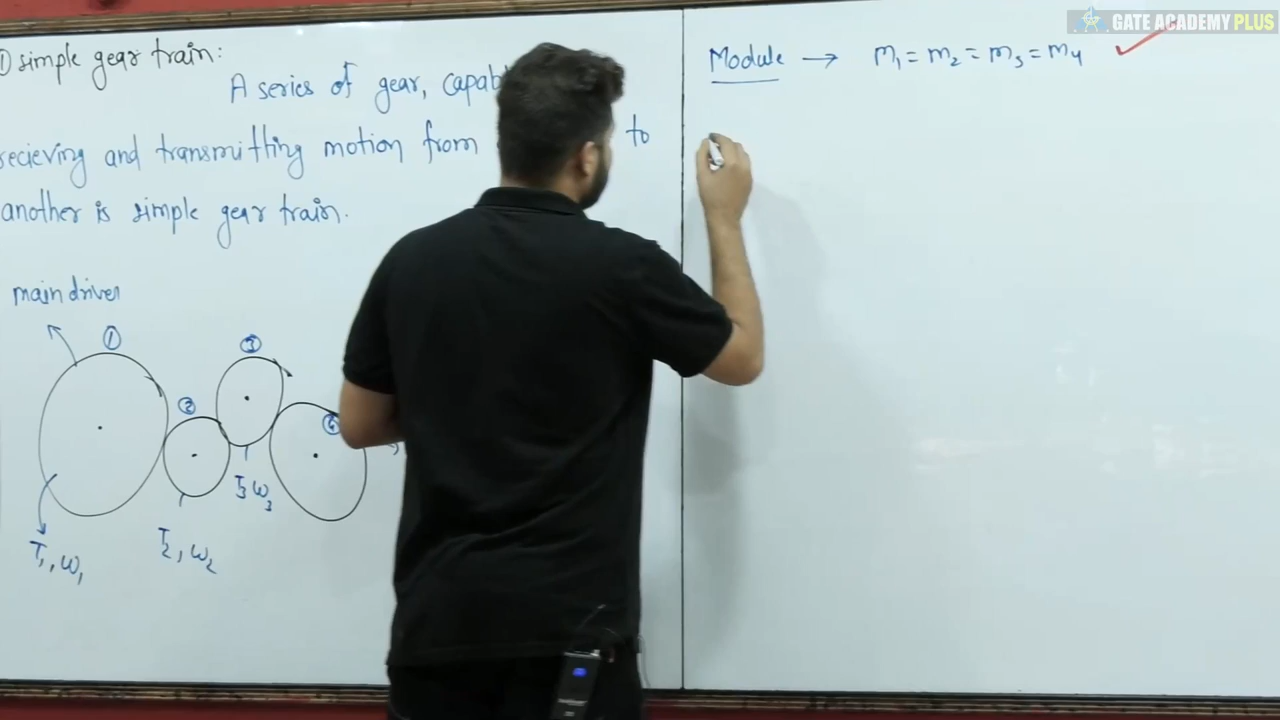 ① simple gear train:
A series of gear, capab
recieving and transmitting motion from to
another is simple gear train.
main driver
①
②
③
④
T₁, ω₁
T₂, ω₂
T₃ ω₃
Module → m₁ = m₂ = m₃ = m₄ ✓
GATE ACADEMY PLUS